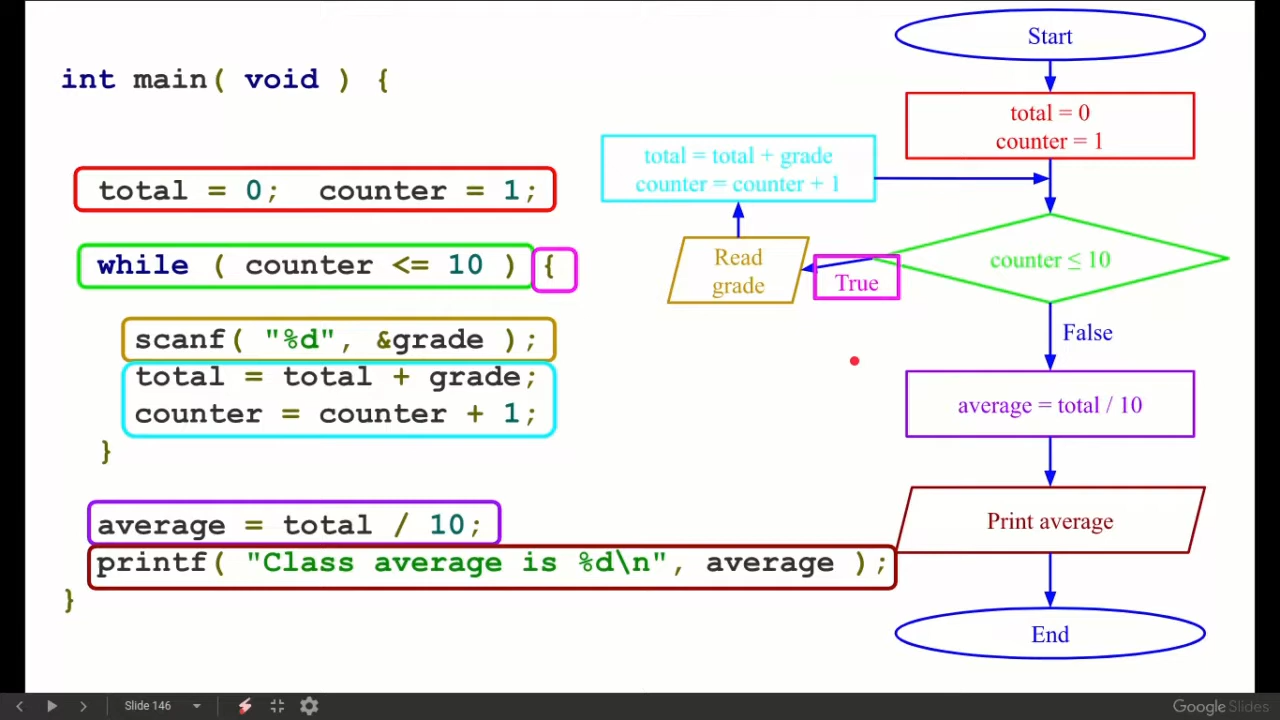 int main( void ) {
total = 0; counter = 1;
while ( counter <= 10 ) {
scanf( "%d", &grade );
total = total + grade;
counter = counter + 1;
}
average = total / 10;
printf( "Class average is %d\n", average );
}
Start
total = 0
counter = 1
total = total + grade
counter = counter + 1
Read
grade
True
counter ≤ 10
False
average = total / 10
Print average
End
Slide 146
Google Slides